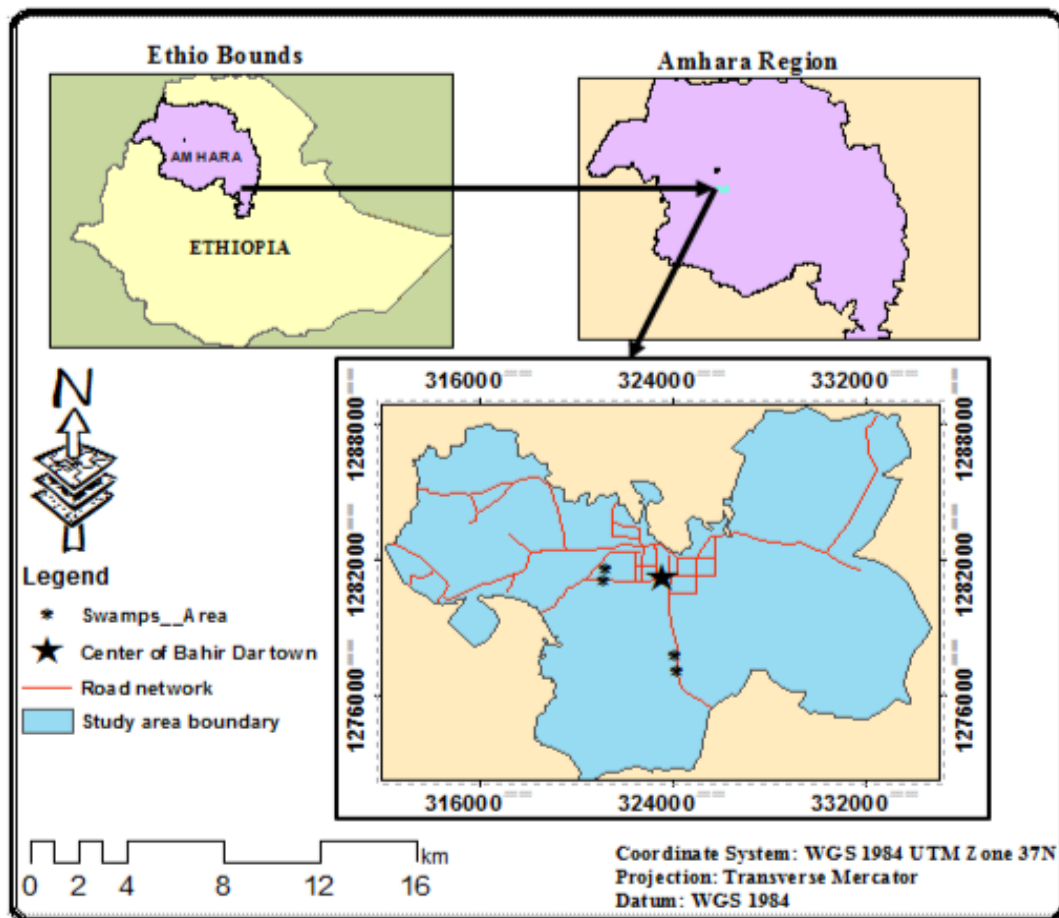 Ethio Bounds
Amhara Region
AMHARA
ETHIOPIA
N
316000 324000 332000
1288000 1288000
1282000 1282000
1276000 1276000
316000 324000 332000
Legend
Swamps__Area
Center of Bahir Dartown
Road network
Study area boundary
km
0 2 4 8 12 16
Coordinate System: WGS 1984 UTM Zone 37N
Projection: Transverse Mercator
Datum: WGS 1984